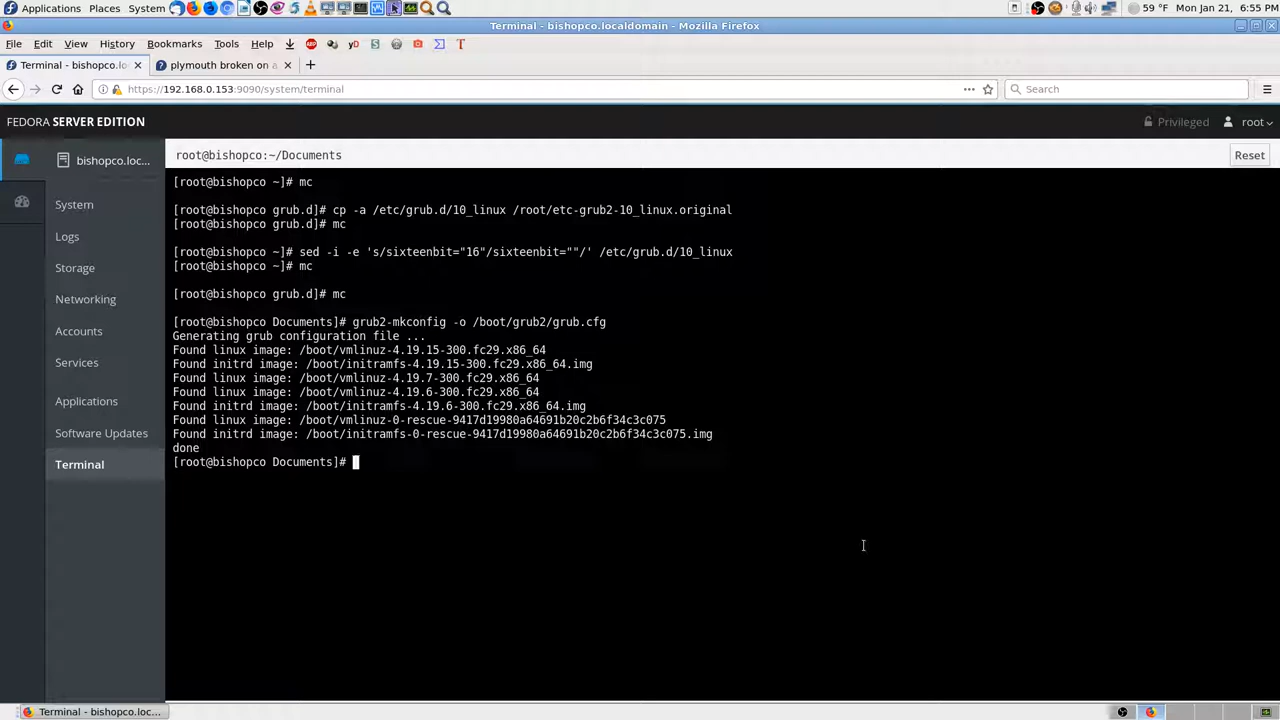 Applications Places System 59 °F Mon Jan 21, 6:55 PM
Terminal - bishopco.localdomain - Mozilla Firefox
File Edit View History Bookmarks Tools Help
Terminal - bishopco.lo
plymouth broken on a
https://192.168.0.153:9090/system/terminal
Search
FEDORA SERVER EDITION
Privileged
root
bishopco.loc...
root@bishopco:~/Documents
Reset
System
Logs
Storage
Networking
Accounts
Services
Applications
Software Updates
Terminal
[root@bishopco ~]# mc
[root@bishopco grub.d]# cp -a /etc/grub.d/10_linux /root/etc-grub2-10_linux.original
[root@bishopco grub.d]# mc
[root@bishopco ~]# sed -i -e 's/sixteenbit="16"/sixteenbit=""/' /etc/grub.d/10_linux
[root@bishopco ~]# mc
[root@bishopco grub.d]# mc
[root@bishopco Documents]# grub2-mkconfig -o /boot/grub2/grub.cfg
Generating grub configuration file ...
Found linux image: /boot/vmlinuz-4.19.15-300.fc29.x86_64
Found initrd image: /boot/initramfs-4.19.15-300.fc29.x86_64.img
Found linux image: /boot/vmlinuz-4.19.7-300.fc29.x86_64
Found linux image: /boot/vmlinuz-4.19.6-300.fc29.x86_64
Found initrd image: /boot/initramfs-4.19.6-300.fc29.x86_64.img
Found linux image: /boot/vmlinuz-0-rescue-9417d19980a64691b20c2b6f34c3c075
Found initrd image: /boot/initramfs-0-rescue-9417d19980a64691b20c2b6f34c3c075.img
done
[root@bishopco Documents]#
Terminal - bishopco.loc...